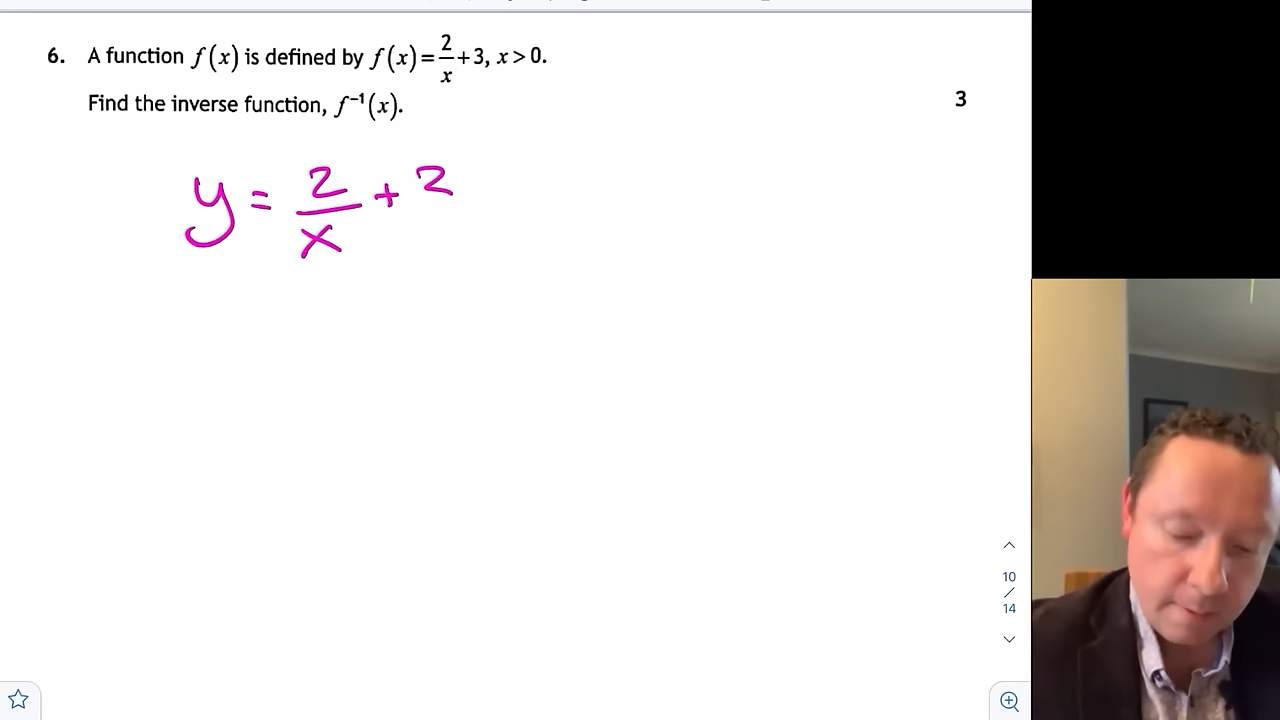 6. A function f(x) is defined by f(x)=2/x+3, x>0.
Find the inverse function, f⁻¹(x).
3
y = 2/x + 2
10
/
14